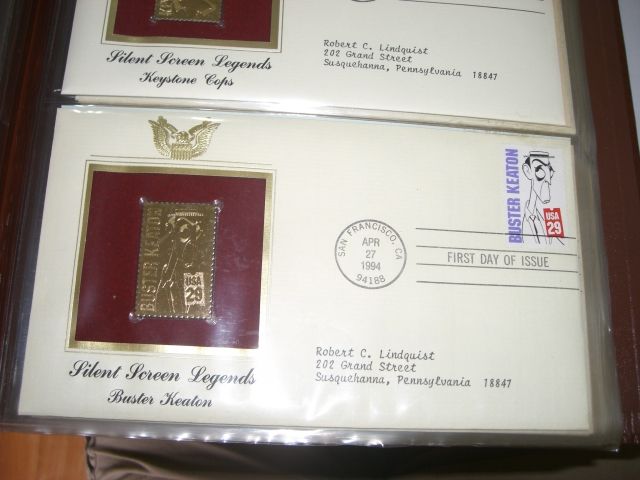 Silent Screen Legends
Keystone Cops
Robert C. Lindquist
202 Grand Street
Susquehanna, Pennsylvania 18847
BUSTER KEATON
USA
29
Silent Screen Legends
Buster Keaton
SAN FRANCISCO, CA
APR
27
1994
94188
BUSTER KEATON
USA
29
FIRST DAY OF ISSUE
Robert C. Lindquist
202 Grand Street
Susquehanna, Pennsylvania 18847